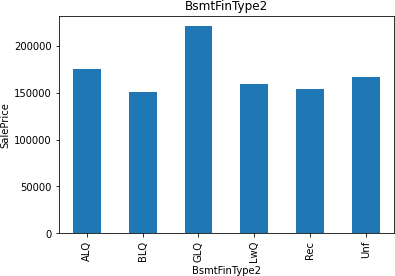 BsmtFinType2
200000
150000
100000
50000
0
SalePrice
ALQ
BLQ
GLQ
LwQ
Rec
Unf
BsmtFinType2